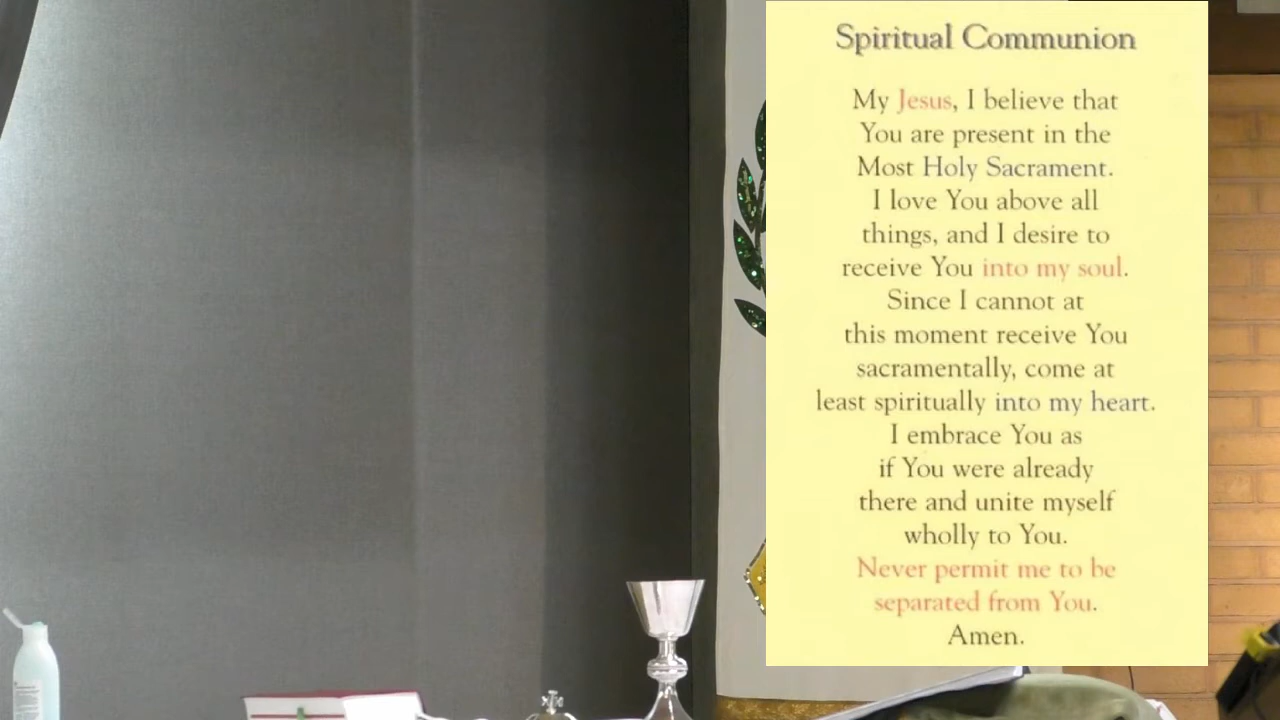 Spiritual Communion
My Jesus, I believe that
You are present in the
Most Holy Sacrament.
I love You above all
things, and I desire to
receive You into my soul.
Since I cannot at
this moment receive You
sacramentally, come at
least spiritually into my heart.
I embrace You as
if You were already
there and unite myself
wholly to You.
Never permit me to be
separated from You.
Amen.